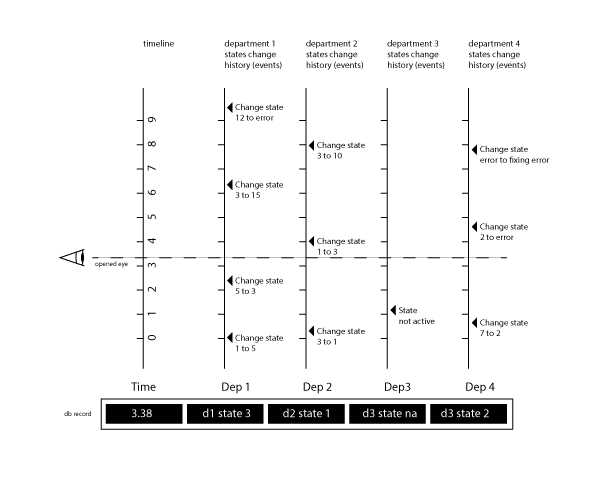 timeline
department 1
states change
history (events)
department 2
states change
history (events)
department 3
states change
history (events)
department 4
states change
history (events)
9
8
7
6
5
4
3
2
1
0
Change state
12 to error
Change state
3 to 15
Change state
5 to 3
Change state
1 to 5
Change state
3 to 10
Change state
1 to 3
Change state
3 to 1
State
not active
Change state
error to fixing error
Change state
2 to error
Change state
7 to 2
opened eye
Time
Dep 1
Dep 2
Dep3
Dep 4
db record
3.38
d1 state 3
d2 state 1
d3 state na
d3 state 2